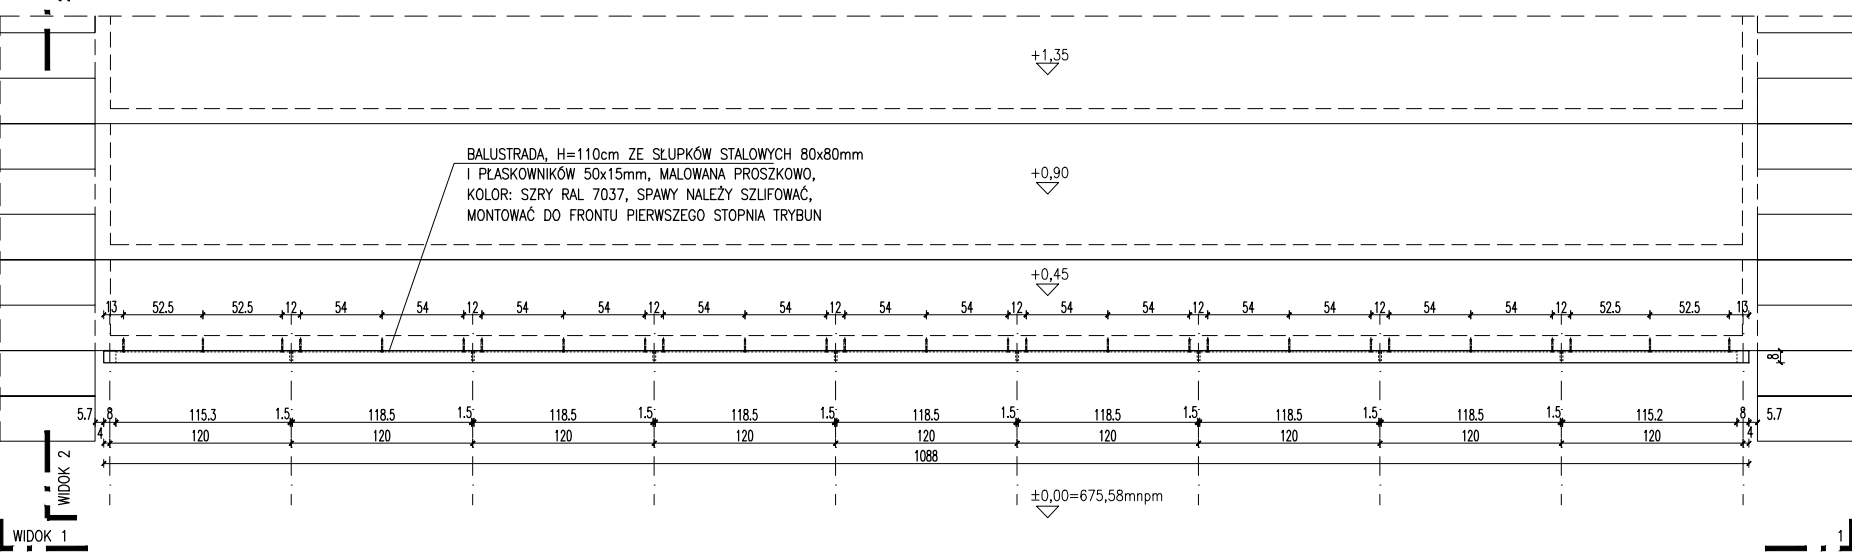 +1,35
BALUSTRADA, H=110cm ZE SŁUPKÓW STALOWYCH 80x80mm
I PŁASKOWNIKÓW 50x15mm, MALOWANA PROSZKOWO,
KOLOR: SZRY RAL 7037, SPAWY NALEŻY SZLIFOWAĆ,
MONTOWAĆ DO FRONTU PIERWSZEGO STOPNIA TRYBUN
+0,90
+0,45
13 52.5 52.5 12 54 54 12 54 54 12 54 54 12 54 54 12 54 54 12 54 54 12 54 54 12 52.5 52.5 13
8
5.7 8 115.3 1.5 118.5 1.5 118.5 1.5 118.5 1.5 118.5 1.5 118.5 1.5 118.5 1.5 118.5 1.5 115.2 8 5.7
4 120 120 120 120 120 120 120 120 120 4
1088
WIDOK 2
±0,00=675,58mnpm
WIDOK 1
1